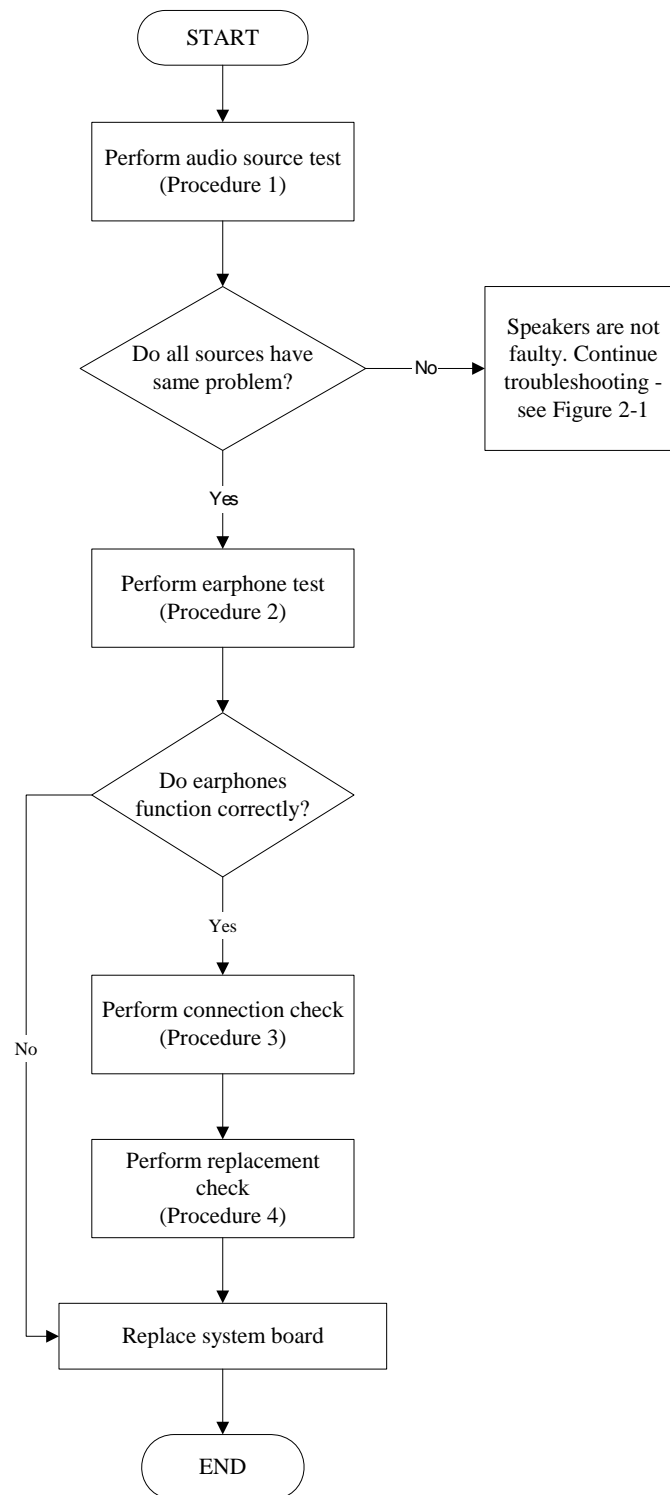 START
Perform audio source test
(Procedure 1)
Do all sources have
same problem?
No
Speakers are not
faulty. Continue
troubleshooting -
see Figure 2-1
Yes
Perform earphone test
(Procedure 2)
Do earphones
function correctly?
Yes
Perform connection check
(Procedure 3)
No
Perform replacement
check
(Procedure 4)
Replace system board
END